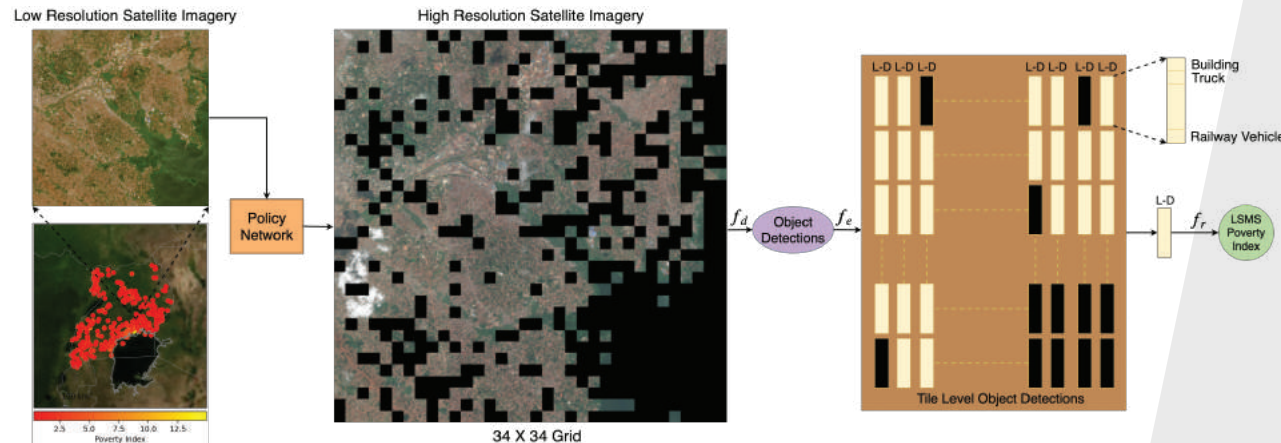 Low Resolution Satellite Imagery
High Resolution Satellite Imagery
Policy
Network
2.5 5.0 7.5 10.0 12.5
Poverty Index
34 X 34 Grid
f_d
Object
Detections
f_e
L-D L-D L-D
L-D L-D L-D L-D
Tile Level Object Detections
Building
Truck
Railway Vehicle
L-D
f_r
LSMS
Poverty
Index